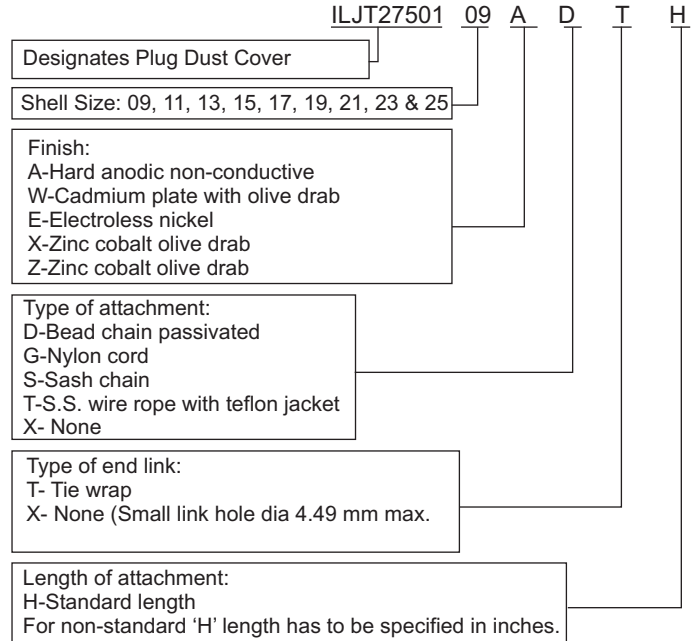 ILJT27501 09 A D T H
Designates Plug Dust Cover
Shell Size: 09, 11, 13, 15, 17, 19, 21, 23 & 25
Finish:
A-Hard anodic non-conductive
W-Cadmium plate with olive drab
E-Electroless nickel
X-Zinc cobalt olive drab
Z-Zinc cobalt olive drab
Type of attachment:
D-Bead chain passivated
G-Nylon cord
S-Sash chain
T-S.S. wire rope with teflon jacket
X- None
Type of end link:
T- Tie wrap
X- None (Small link hole dia 4.49 mm max.
Length of attachment:
H-Standard length
For non-standard ‘H’ length has to be specified in inches.